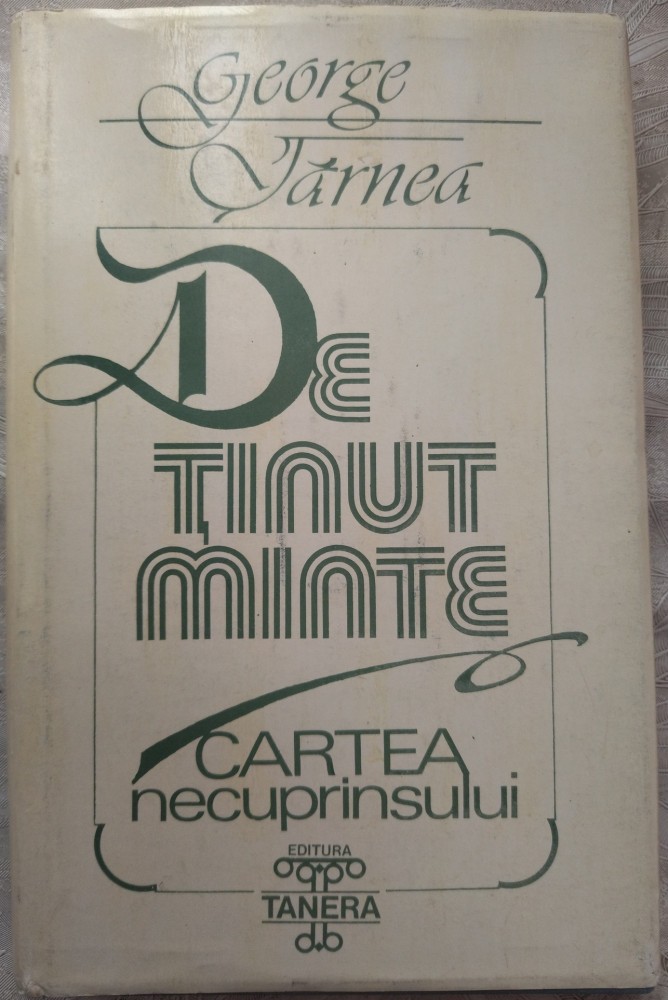 George
Țărnea
De
ținut
minte
CARTEA
necuprinsului
EDITURA
TANERA